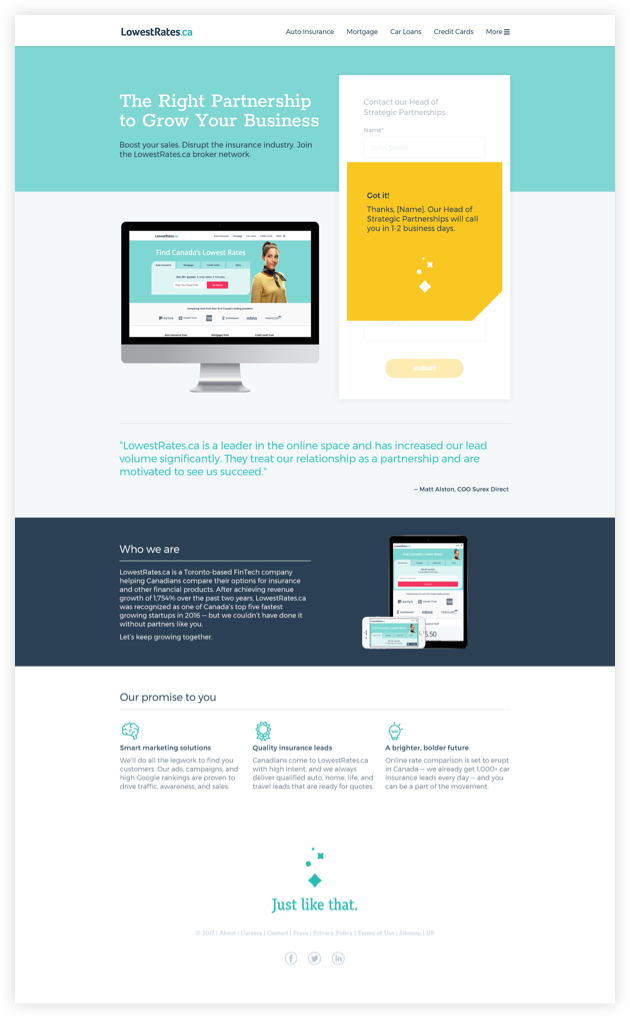 LowestRates.ca
Auto Insurance Mortgage Car Loans Credit Cards More
The Right Partnership
to Grow Your Business
Boost your sales. Disrupt the insurance industry. Join
the LowestRates.ca broker network.
Contact our Head of
Strategic Partnerships
Name*
Got it!
Thanks, [Name]. Our Head of
Strategic Partnerships will call
you in 1-2 business days.
SUBMIT
Find Canada's Lowest Rates
"LowestRates.ca is a leader in the online space and has increased our lead
volume significantly. They treat our relationship as a partnership and are
motivated to see us succeed."
— Matt Alston, COO Surex Direct
Who we are
LowestRates.ca is a Toronto-based FinTech company
helping Canadians compare their options for insurance
and other financial products. After achieving revenue
growth of 1,754% over the past two years, LowestRates.ca
was recognized as one of Canada's top five fastest
growing startups in 2016 — but we couldn't have done it
without partners like you.
Let's keep growing together.
Our promise to you
Smart marketing solutions
We'll do all the legwork to find you
customers. Our ads, campaigns, and
high Google rankings are proven to
drive traffic, awareness, and sales.
Quality insurance leads
Canadians come to LowestRates.ca
with high intent, and we always
deliver qualified auto, home, life, and
travel leads that are ready for quotes.
A brighter, bolder future
Online rate comparison is set to erupt
in Canada — we already get 1,000+ car
insurance leads every day — and you
can be a part of the movement.
Just like that.
© 2017 | About | Careers | Contact | Press | Privacy Policy | Terms of Use | Sitemap | US